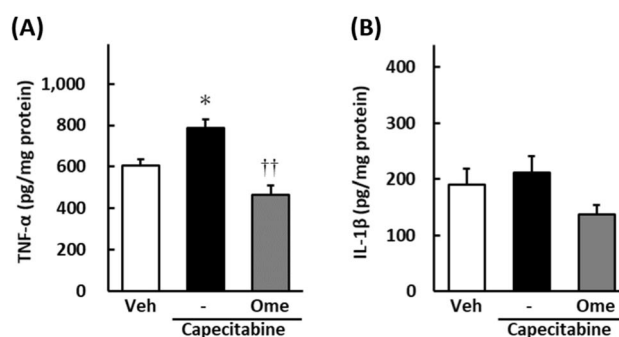 (A)
TNF-α (pg/mg protein)
1,000
800
600
400
200
0
*
††
Veh
-
Ome
Capecitabine
(B)
IL-1β (pg/mg protein)
400
300
200
100
0
Veh
-
Ome
Capecitabine